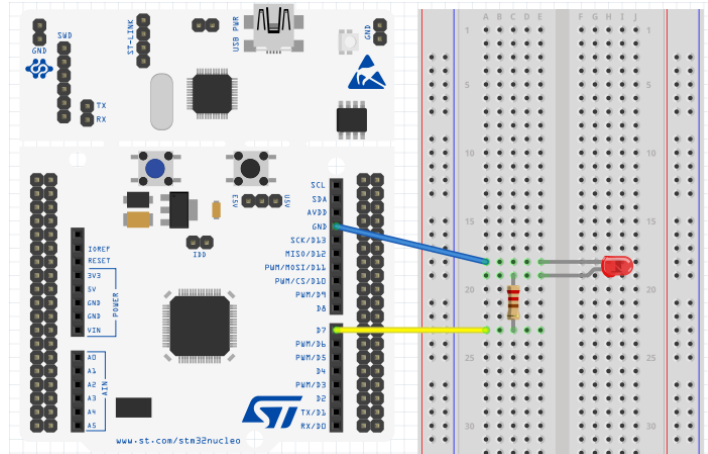 GND
SWD
ST-LINK
USB PWR
GND
TX
RX
E5V
U5V
IDD
SCL
SDA
AVDD
GND
SCK/D13
MISO/D12
PWM/MOSI/D11
PWM/CS/D10
PWM/D9
D8
D7
PWM/D6
PWM/D5
D4
PWM/D3
D2
TX/D1
RX/D0
IOREF
RESET
3V3
5V
GND
GND
VIN
POWER
A0
A1
A2
A3
A4
A5
AIN
ST
www.st.com/stm32nucleo
A B C D E F G H I J
1 1
5 5
10 10
15 15
20 20
25 25
30 30